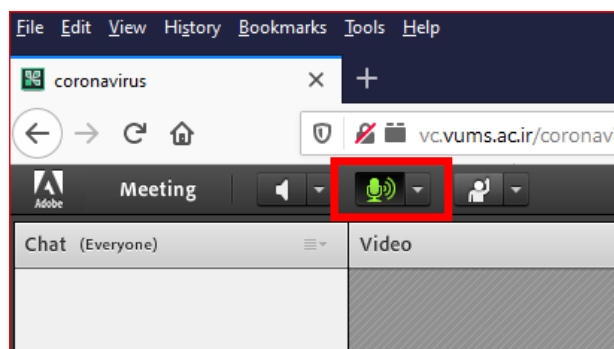 File Edit View History Bookmarks Tools Help
coronavirus
vc.vums.ac.ir/coronav
Adobe Meeting
Chat (Everyone) Video